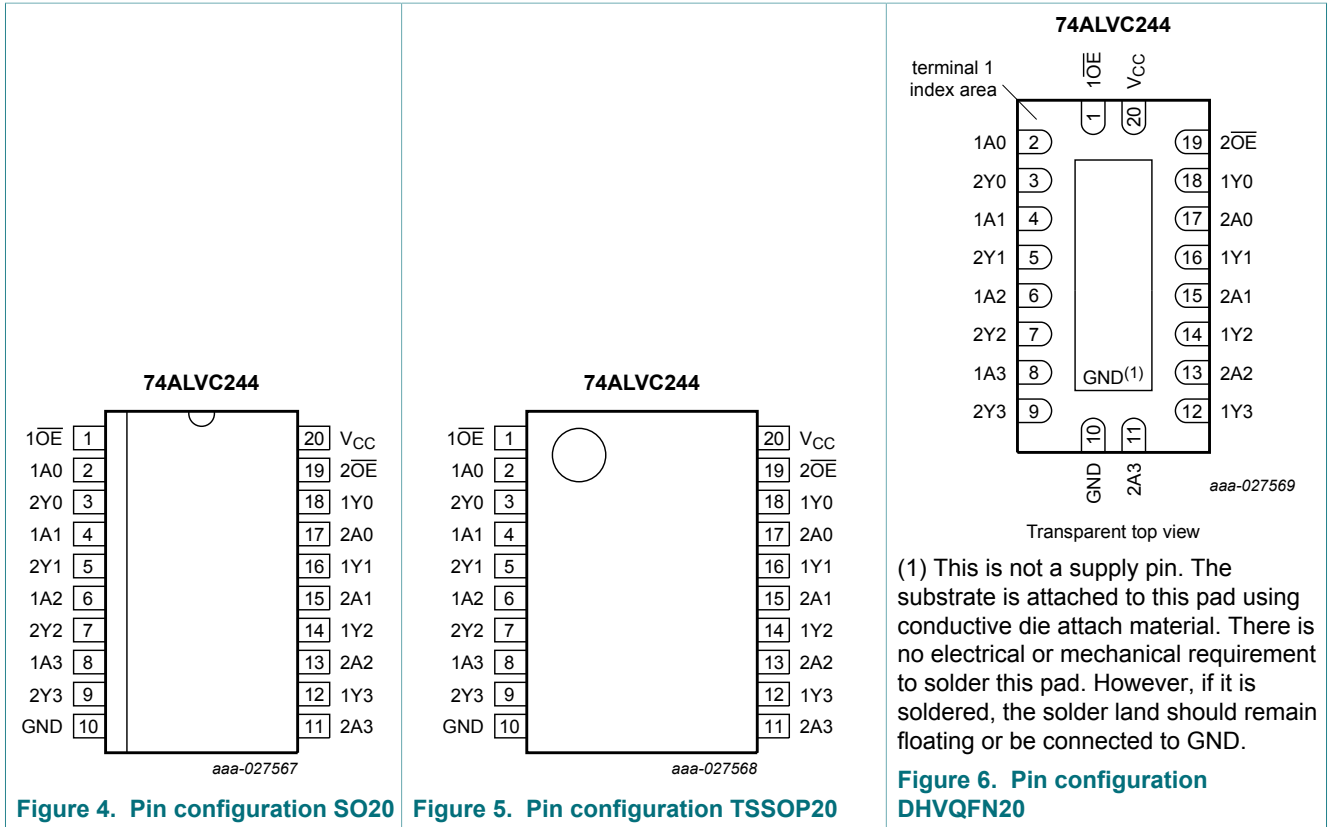 74ALVC244
1O̅E̅ 1
1A0 2
2Y0 3
1A1 4
2Y1 5
1A2 6
2Y2 7
1A3 8
2Y3 9
GND 10
20 VCC
19 2O̅E̅
18 1Y0
17 2A0
16 1Y1
15 2A1
14 1Y2
13 2A2
12 1Y3
11 2A3
aaa-027567
Figure 4. Pin configuration SO20
74ALVC244
1O̅E̅ 1
1A0 2
2Y0 3
1A1 4
2Y1 5
1A2 6
2Y2 7
1A3 8
2Y3 9
GND 10
20 VCC
19 2O̅E̅
18 1Y0
17 2A0
16 1Y1
15 2A1
14 1Y2
13 2A2
12 1Y3
11 2A3
aaa-027568
Figure 5. Pin configuration TSSOP20
74ALVC244
terminal 1
index area
1O̅E̅
VCC
1
20
1A0 2
2Y0 3
1A1 4
2Y1 5
1A2 6
2Y2 7
1A3 8
2Y3 9
19 2O̅E̅
18 1Y0
17 2A0
16 1Y1
15 2A1
14 1Y2
13 2A2
12 1Y3
GND(1)
10
11
GND
2A3
aaa-027569
Transparent top view
(1) This is not a supply pin. The
substrate is attached to this pad using
conductive die attach material. There is
no electrical or mechanical requirement
to solder this pad. However, if it is
soldered, the solder land should remain
floating or be connected to GND.
Figure 6. Pin configuration
DHVQFN20